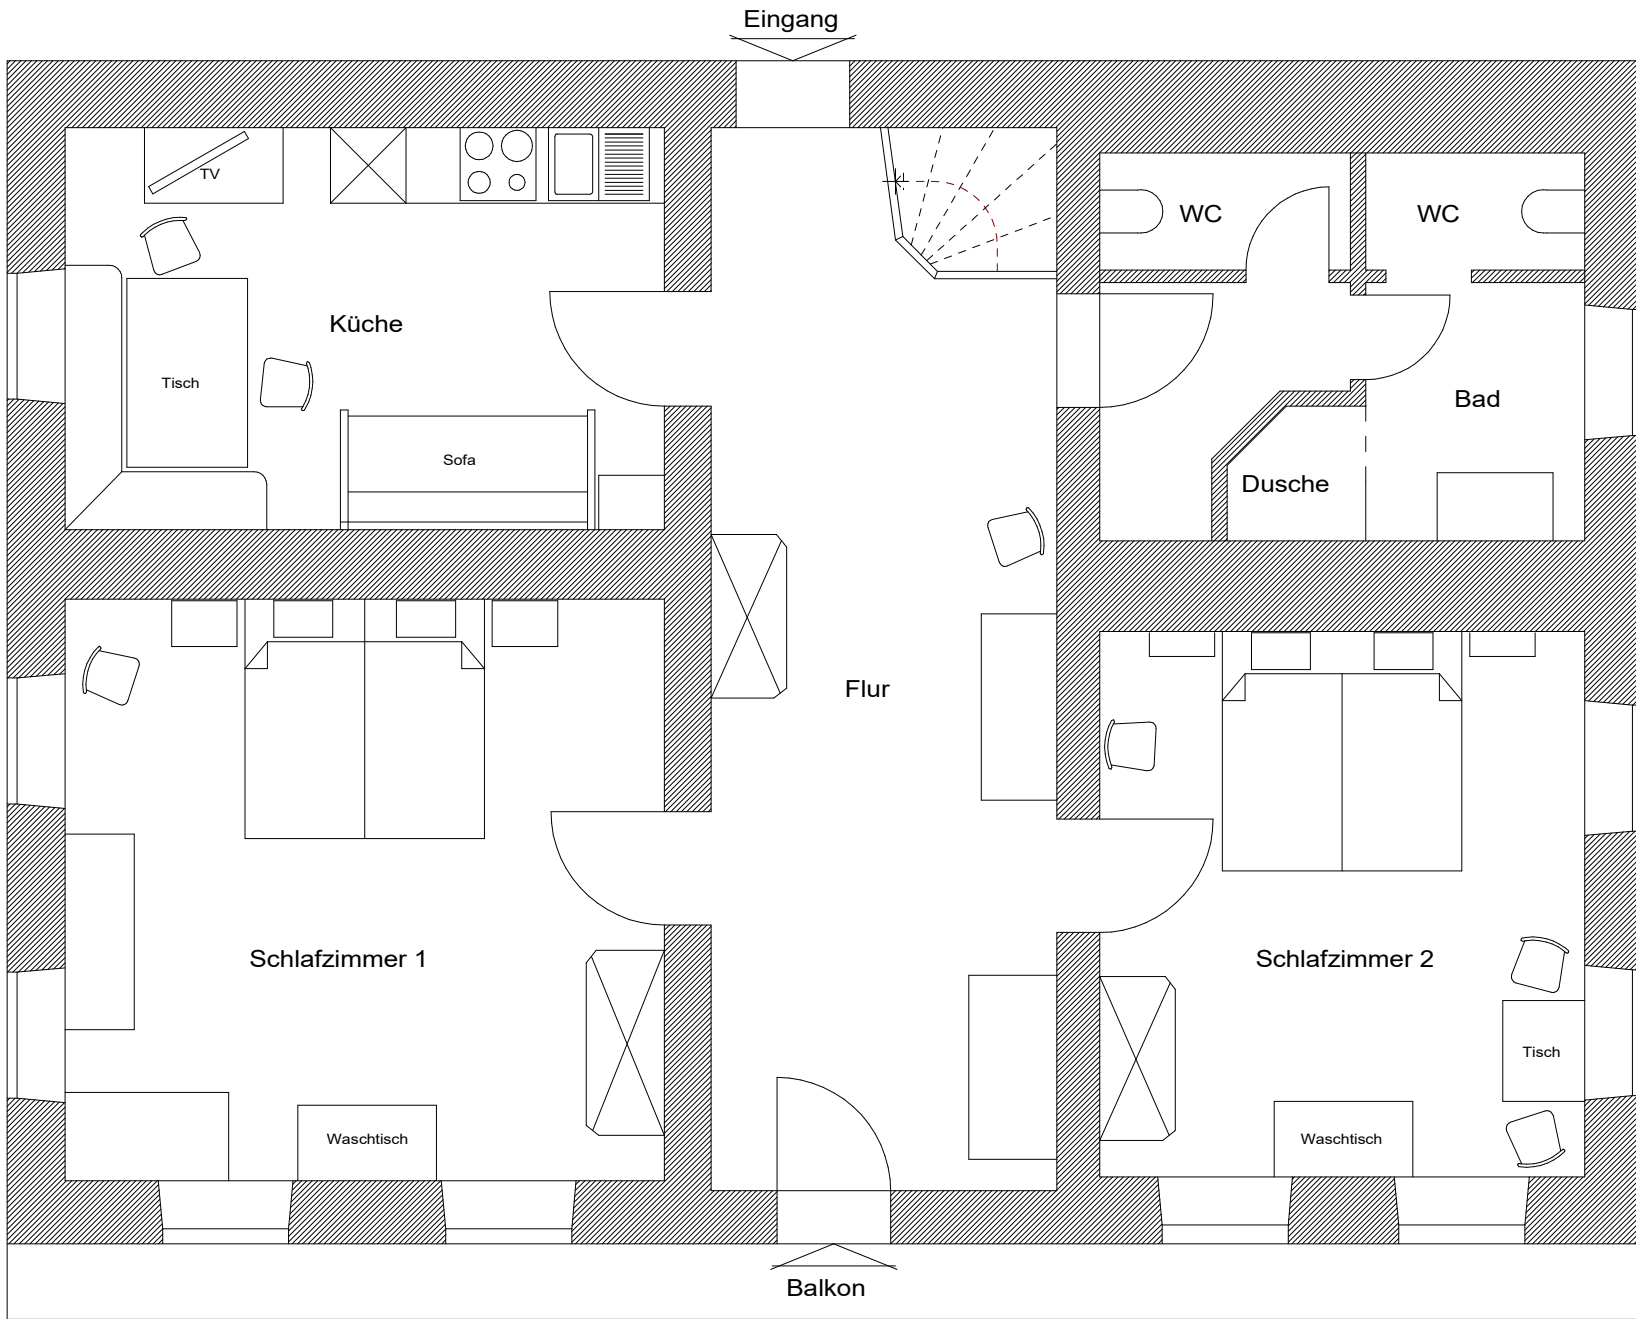 Eingang
TV
WC
WC
Küche
Tisch
Bad
Sofa
Dusche
Flur
Schlafzimmer 1
Schlafzimmer 2
Tisch
Waschtisch
Waschtisch
Balkon